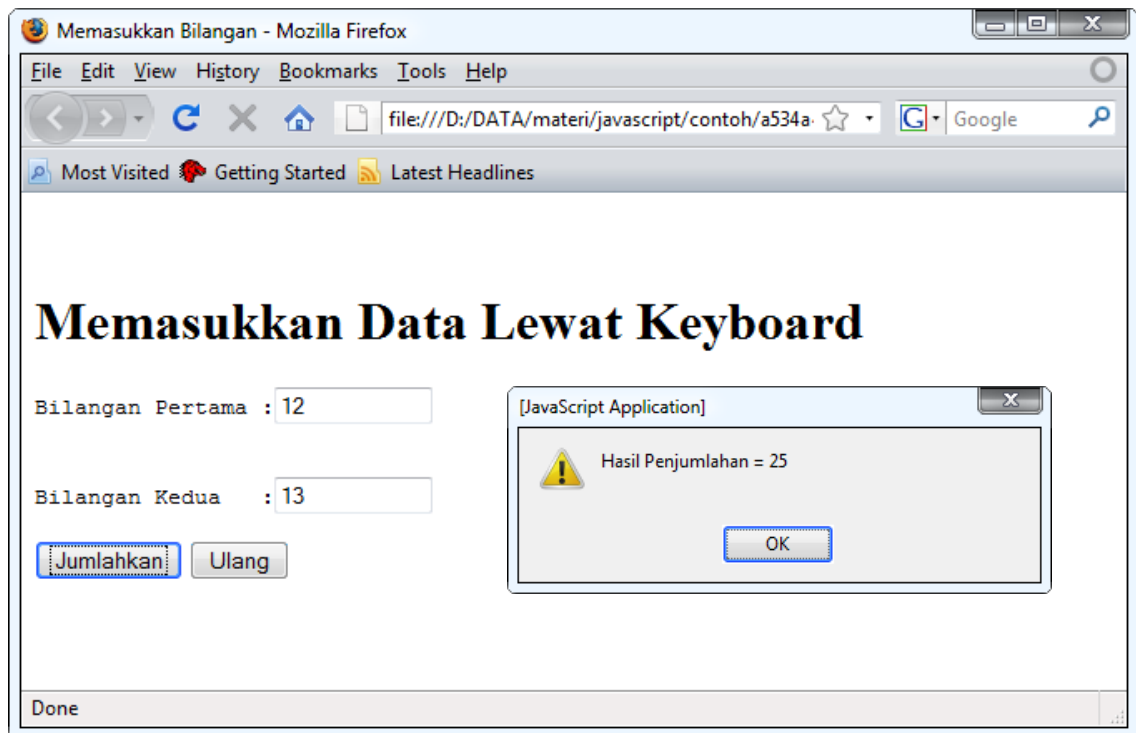 Memasukkan Bilangan - Mozilla Firefox
File Edit View History Bookmarks Tools Help
file:///D:/DATA/materi/javascript/contoh/a534a- G Google
Most Visited Getting Started Latest Headlines
Memasukkan Data Lewat Keyboard
Bilangan Pertama :12
[JavaScript Application]
Hasil Penjumlahan = 25
Bilangan Kedua :13
OK
Jumlahkan Ulang
Done